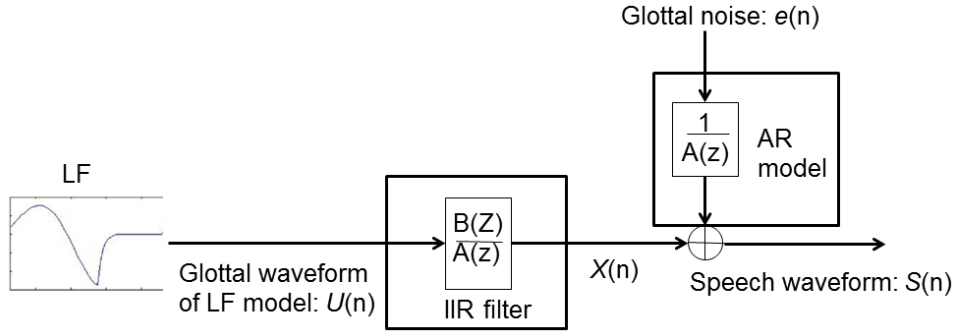 Glottal noise: e(n)
1
A(z)
AR
model
LF
B(Z)
A(z)
Glottal waveform
of LF model: U(n)
IIR filter
X(n)
Speech waveform: S(n)